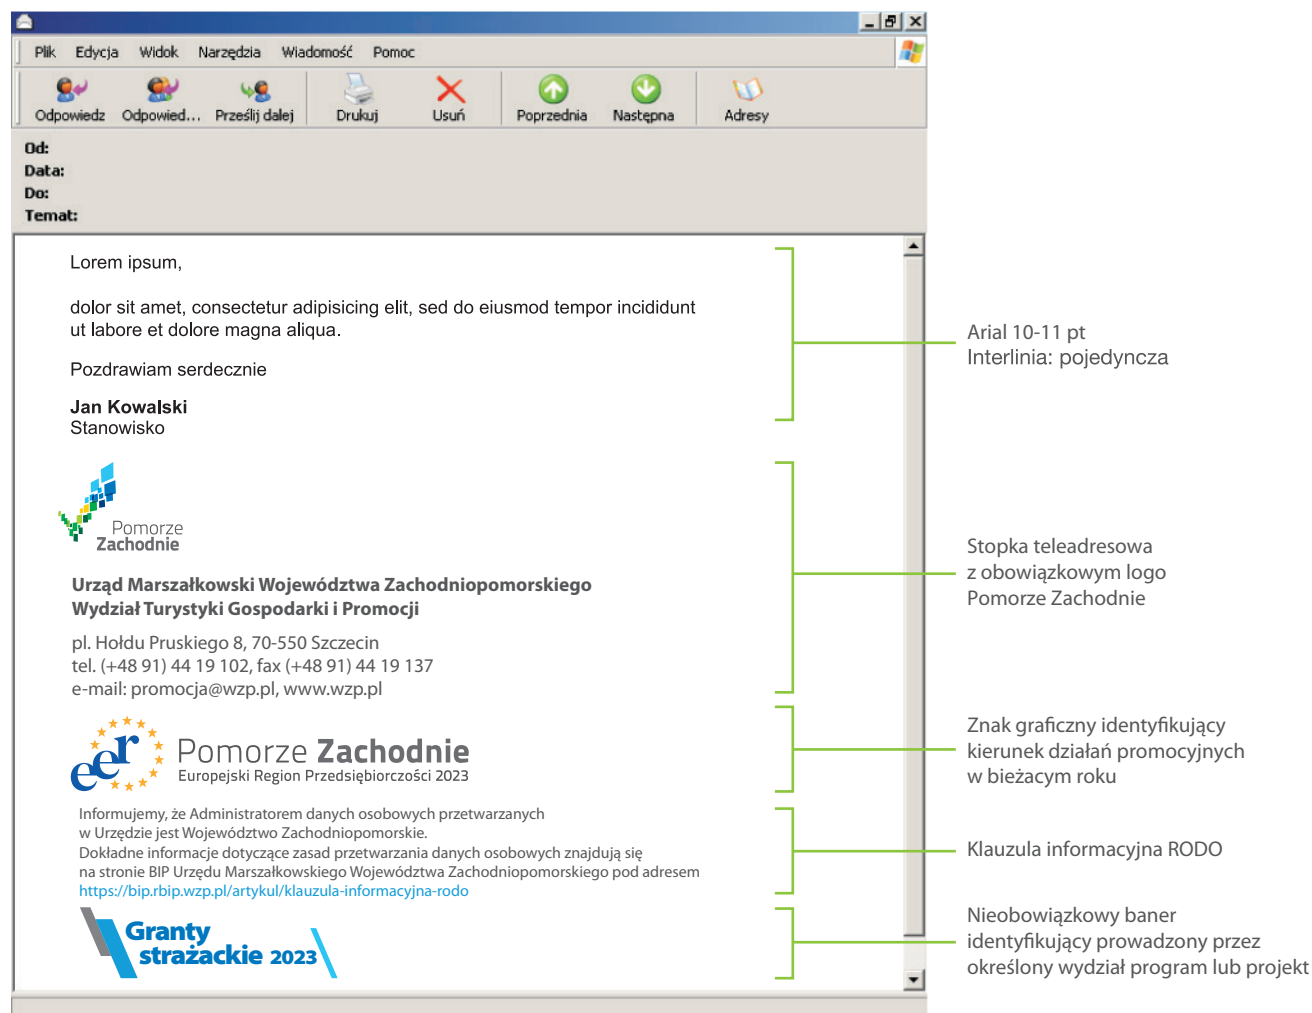 Plik Edycja Widok Narzędzia Wiadomość Pomoc
Odpowiedz Odpowied... Prześlij dalej Drukuj Usuń Poprzednia Następna Adresy
Od:
Data:
Do:
Temat:
Lorem ipsum,
dolor sit amet, consectetur adipisicing elit, sed do eiusmod tempor incididunt
ut labore et dolore magna aliqua.
Pozdrawiam serdecznie
Jan Kowalski
Stanowisko
Arial 10-11 pt
Interlinia: pojedyncza
Pomorze
Zachodnie
Urząd Marszałkowski Województwa Zachodniopomorskiego
Wydział Turystyki Gospodarki i Promocji
pl. Hołdu Pruskiego 8, 70-550 Szczecin
tel. (+48 91) 44 19 102, fax (+48 91) 44 19 137
e-mail: promocja@wzp.pl, www.wzp.pl
Stopka teleadresowa
z obowiązkowym logo
Pomorze Zachodnie
eer Pomorze Zachodnie
Europejski Region Przedsiębiorczości 2023
Znak graficzny identyfikujący
kierunek działań promocyjnych
w bieżacym roku
Informujemy, że Administratorem danych osobowych przetwarzanych
w Urzędzie jest Województwo Zachodniopomorskie.
Dokładne informacje dotyczące zasad przetwarzania danych osobowych znajdują się
na stronie BIP Urzędu Marszałkowskiego Województwa Zachodniopomorskiego pod adresem
https://bip.rbip.wzp.pl/artykul/klauzula-informacyjna-rodo
Klauzula informacyjna RODO
Granty
strażackie 2023
Nieobowiązkowy baner
identyfikujący prowadzony przez
określony wydział program lub projekt